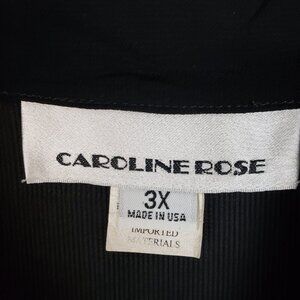 CAROLINE ROSE
3X
MADE IN USA
IMPORTED
MATERIALS